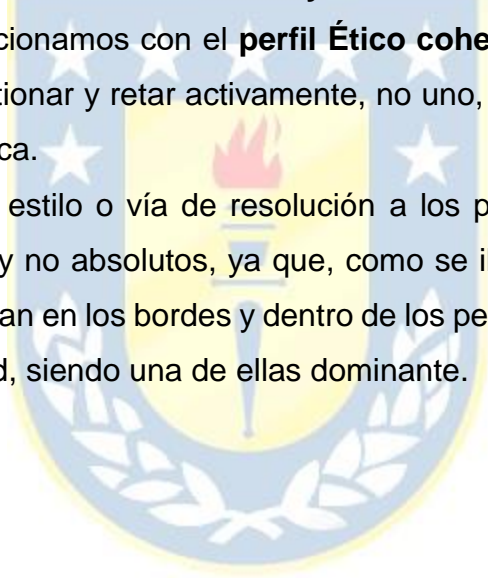 cionamos con el perfil Ético cohe
tionar y retar activamente, no uno,
ca.
estilo o vía de resolución a los p
y no absolutos, ya que, como se i
an en los bordes y dentro de los pe
d, siendo una de ellas dominante.